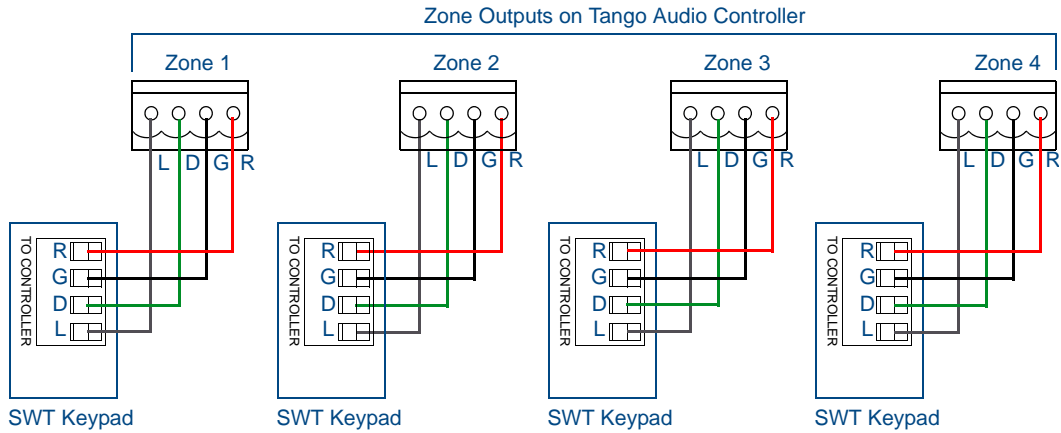 Zone Outputs on Tango Audio Controller
Zone 1
Zone 2
Zone 3
Zone 4
L D G R
L D G R
L D G R
L D G R
TO CONTROLLER
R
G
D
L
SWT Keypad
TO CONTROLLER
R
G
D
L
SWT Keypad
TO CONTROLLER
R
G
D
L
SWT Keypad
TO CONTROLLER
R
G
D
L
SWT Keypad